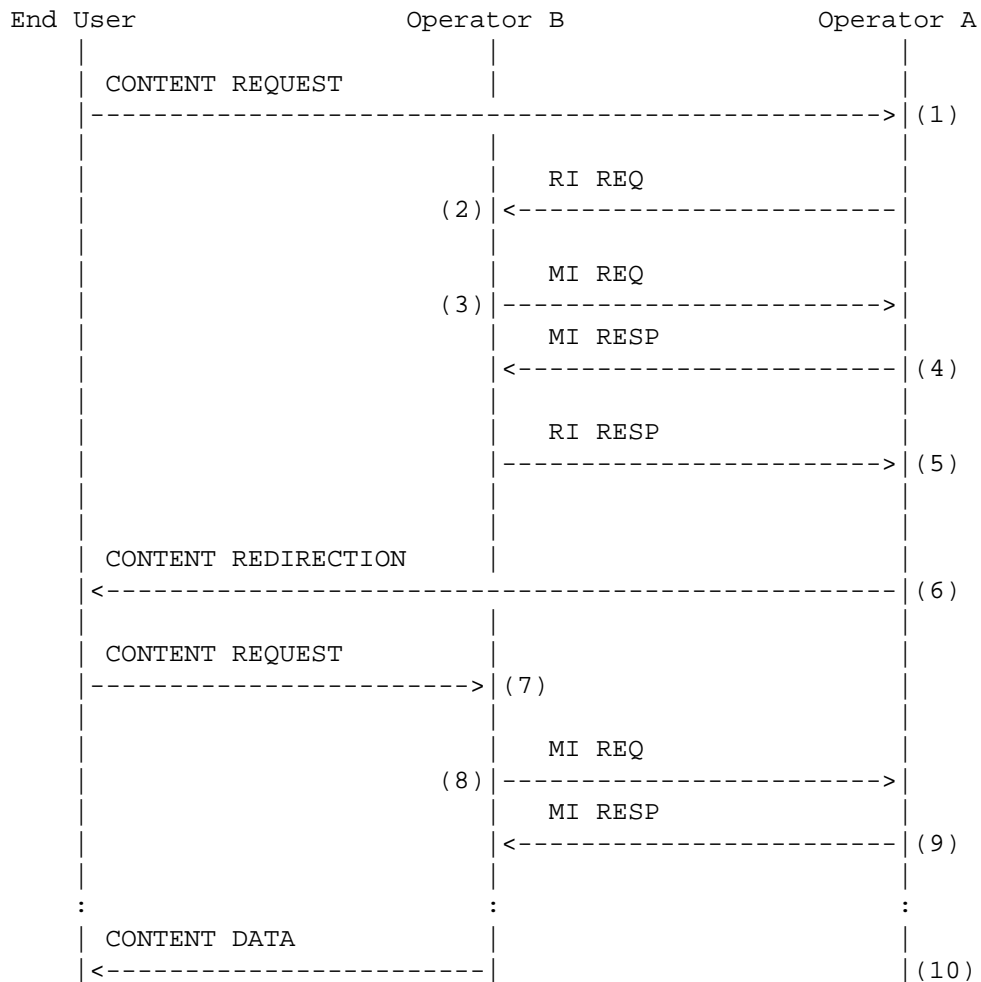 End User Operator B Operator A
CONTENT REQUEST
(1)
RI REQ
(2)
MI REQ
(3)
MI RESP
(4)
RI RESP
(5)
CONTENT REDIRECTION
(6)
CONTENT REQUEST
(7)
MI REQ
(8)
MI RESP
(9)
: : :
CONTENT DATA
(10)